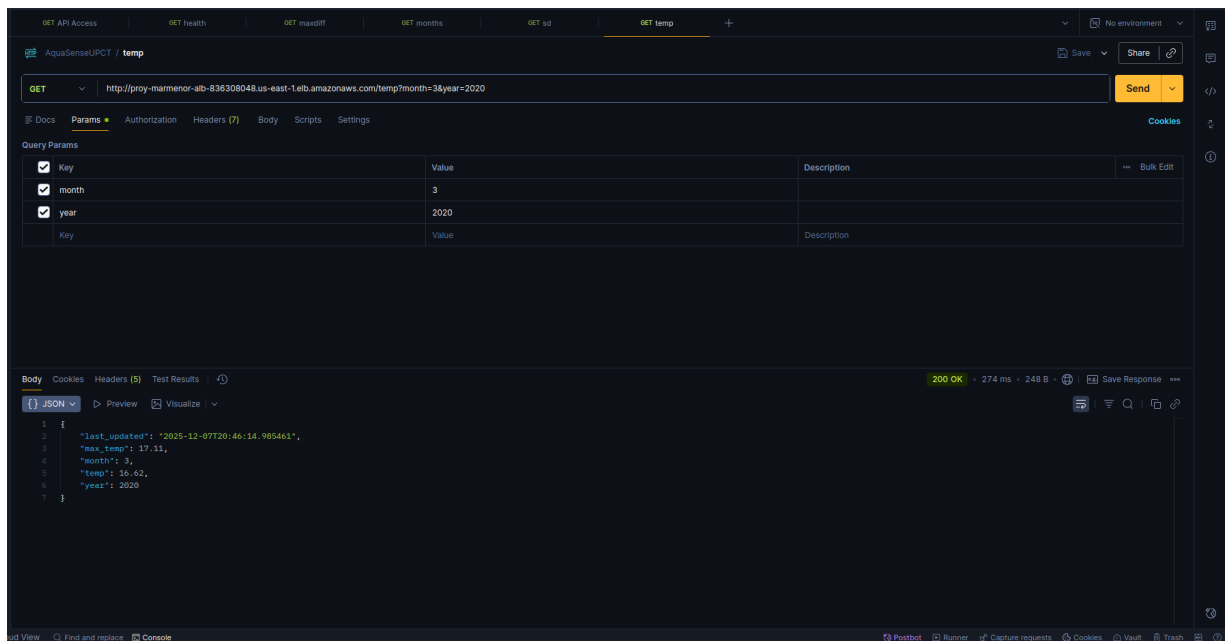 GET API Access GET health GET maxdiff GET months GET sd GET temp + No environment
HTTP AquaSenseUPCT / temp Save Share
GET http://proy-marmenor-alb-836308048.us-east-1.elb.amazonaws.com/temp?month=3&year=2020 Send
Docs Params Authorization Headers (7) Body Scripts Settings Cookies
Query Params
Key Value Description Bulk Edit
month 3
year 2020
Key Value Description
Body Cookies Headers (5) Test Results 200 OK 274 ms 248 B Save Response
{} JSON Preview Visualize
1 {
2 "last_updated": "2025-12-07T20:46:14.985461",
3 "max_temp": 17.11,
4 "month": 3,
5 "temp": 16.62,
6 "year": 2020
7 }
ud View Find and replace Console Postbot Runner Capture requests Cookies Vault Trash